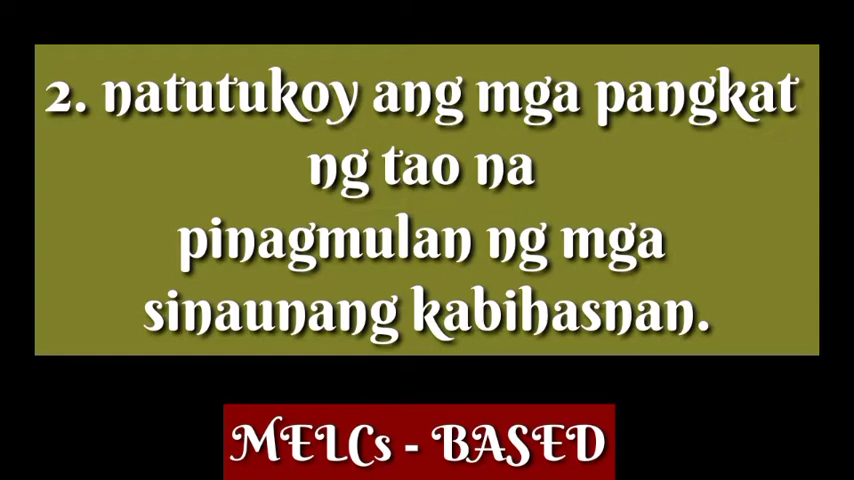 2. natutukoy ang mga pangkat
ng tao na
pinagmulan ng mga
sinaunang kabihasnan.
MELCs - BASED